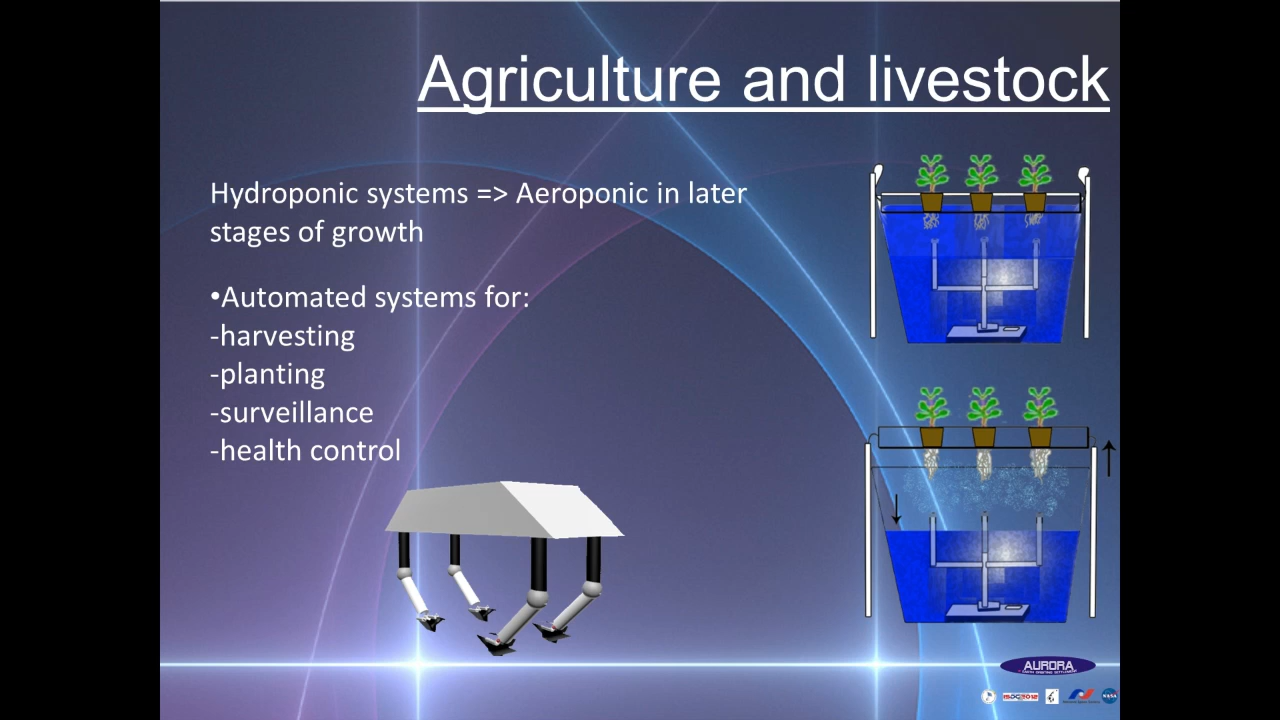 Agriculture and livestock
Hydroponic systems => Aeroponic in later
stages of growth
•Automated systems for:
-harvesting
-planting
-surveillance
-health control
AURORA
NASA